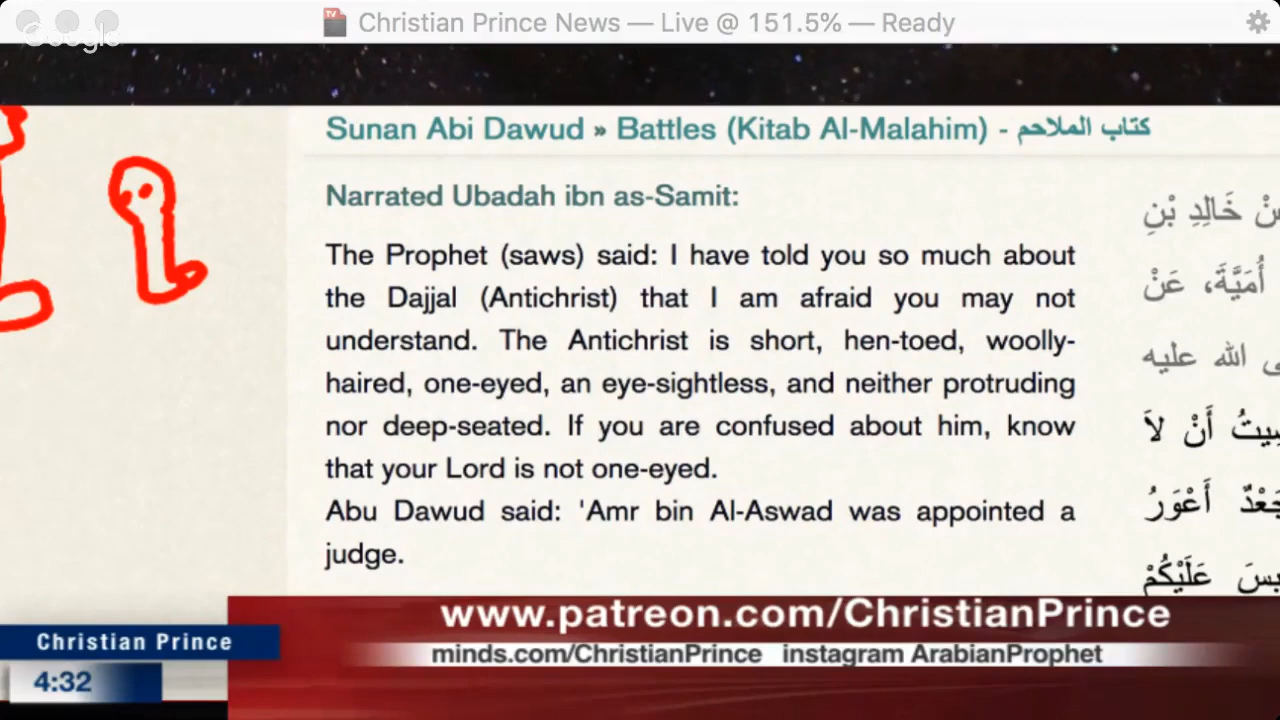 Christian Prince News — Live @ 151.5% — Ready
Google
Sunan Abi Dawud » Battles (Kitab Al-Malahim) - كتاب الملاحم
Narrated Ubadah ibn as-Samit:
The Prophet (saws) said: I have told you so much about
the Dajjal (Antichrist) that I am afraid you may not
understand. The Antichrist is short, hen-toed, woolly-
haired, one-eyed, an eye-sightless, and neither protruding
nor deep-seated. If you are confused about him, know
that your Lord is not one-eyed.
Abu Dawud said: 'Amr bin Al-Aswad was appointed a
judge.
خَالِدِ بْنِ
أُمَيَّةَ، عَنْ
الله عليه
أَنْ لاَ
جَعْدٌ أَعْوَرُ
عَلَيْكُمْ
www.patreon.com/ChristianPrince
minds.com/ChristianPrince instagram ArabianProphet
Christian Prince
4:32